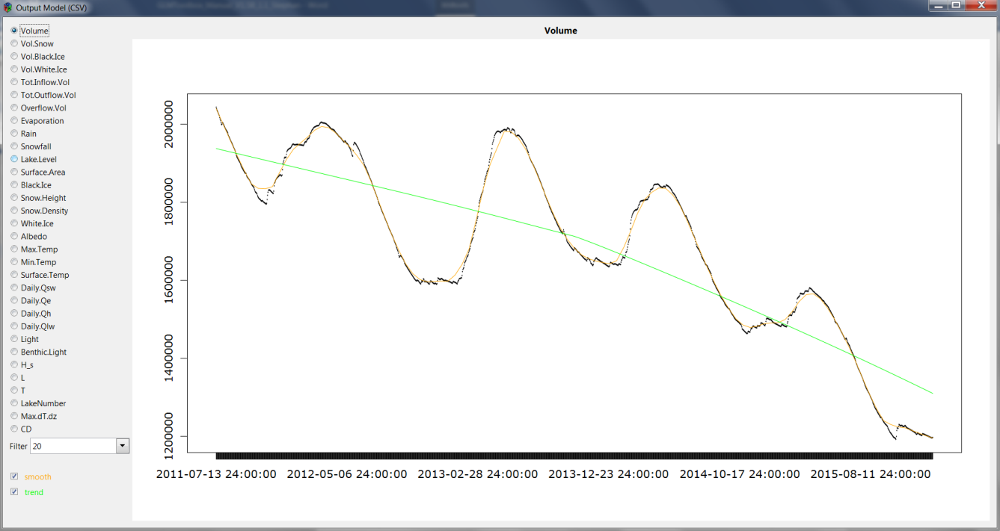 Output Model (CSV)
Volume
Vol.Snow
Vol.Black.Ice
Vol.White.Ice
Tot.Inflow.Vol
Tot.Outflow.Vol
Overflow.Vol
Evaporation
Rain
Snowfall
Lake.Level
Surface.Area
Black.Ice
Snow.Height
Snow.Density
White.Ice
Albedo
Max.Temp
Min.Temp
Surface.Temp
Daily.Qsw
Daily.Qe
Daily.Qh
Daily.Qlw
Light
Benthic.Light
H_s
L
T
LakeNumber
Max.dT.dz
CD
Filter 20
smooth
trend
Volume
2000000
1800000
1600000
1400000
1200000
2011-07-13 24:00:00 2012-05-06 24:00:00 2013-02-28 24:00:00 2013-12-23 24:00:00 2014-10-17 24:00:00 2015-08-11 24:00:00